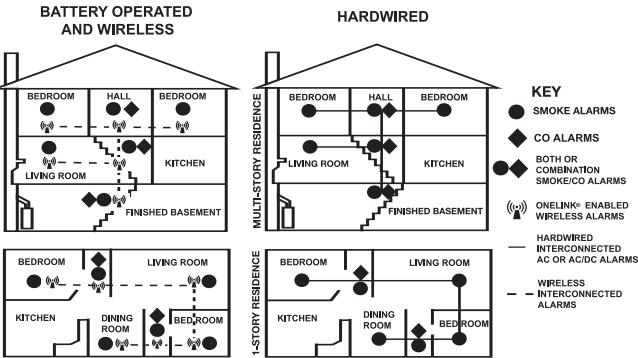 BATTERY OPERATED
AND WIRELESS
HARDWIRED
BEDROOM
HALL
BEDROOM
LIVING ROOM
KITCHEN
FINISHED BASEMENT
MULTI-STORY RESIDENCE
BEDROOM
HALL
BEDROOM
LIVING ROOM
KITCHEN
FINISHED BASEMENT
KEY
SMOKE ALARMS
CO ALARMS
BOTH OR
COMBINATION
SMOKE/CO ALARMS
ONELINK® ENABLED
WIRELESS ALARMS
HARDWIRED
INTERCONNECTED
AC OR AC/DC ALARMS
WIRELESS
INTERCONNECTED
ALARMS
BEDROOM
LIVING ROOM
KITCHEN
DINING
ROOM
BEDROOM
1-STORY RESIDENCE
BEDROOM
LIVING ROOM
KITCHEN
DINING
ROOM
BEDROOM